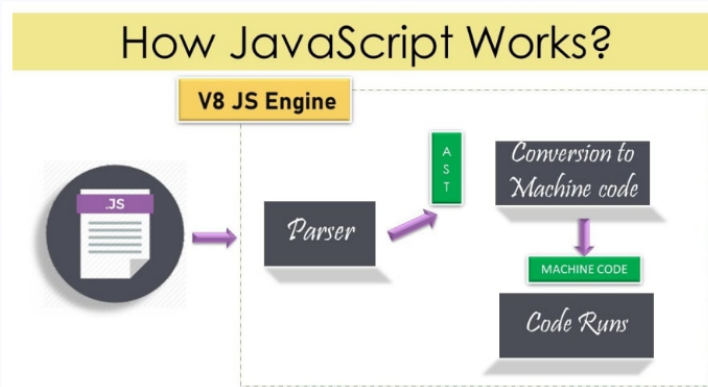 How JavaScript Works?
V8 JS Engine
.JS
Parser
A
S
T
Conversion to
Machine code
MACHINE CODE
Code Runs